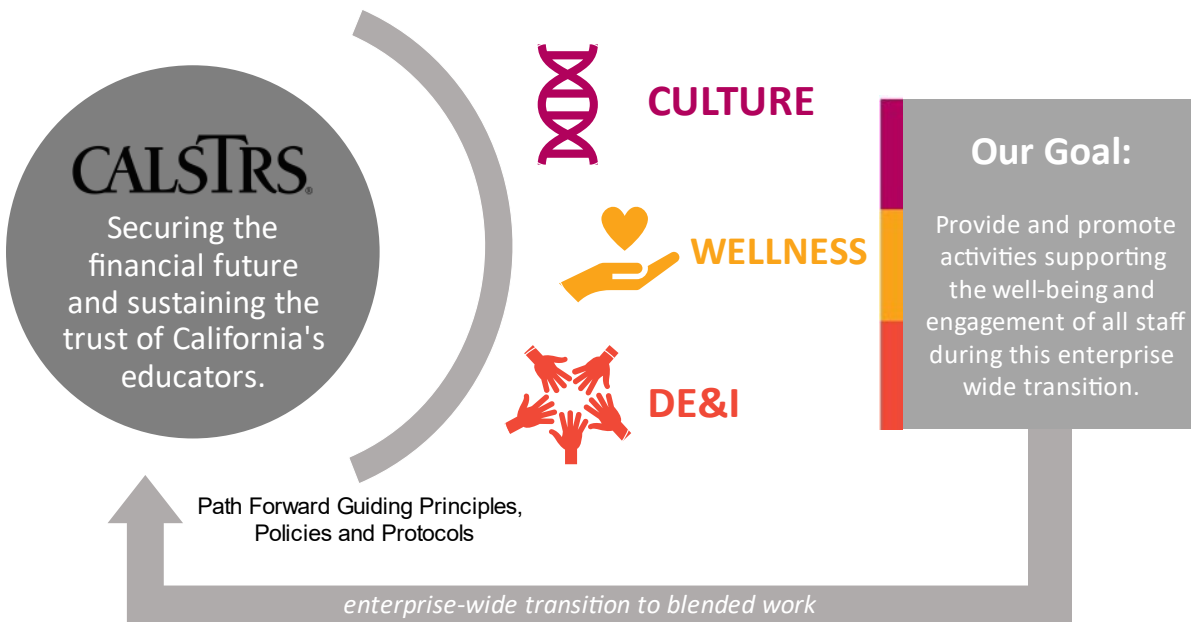 CALSTRS®
Securing the
financial future
and sustaining the
trust of California's
educators.
CULTURE
WELLNESS
DE&I
Our Goal:
Provide and promote
activities supporting
the well-being and
engagement of all staff
during this enterprise
wide transition.
Path Forward Guiding Principles,
Policies and Protocols
enterprise-wide transition to blended work